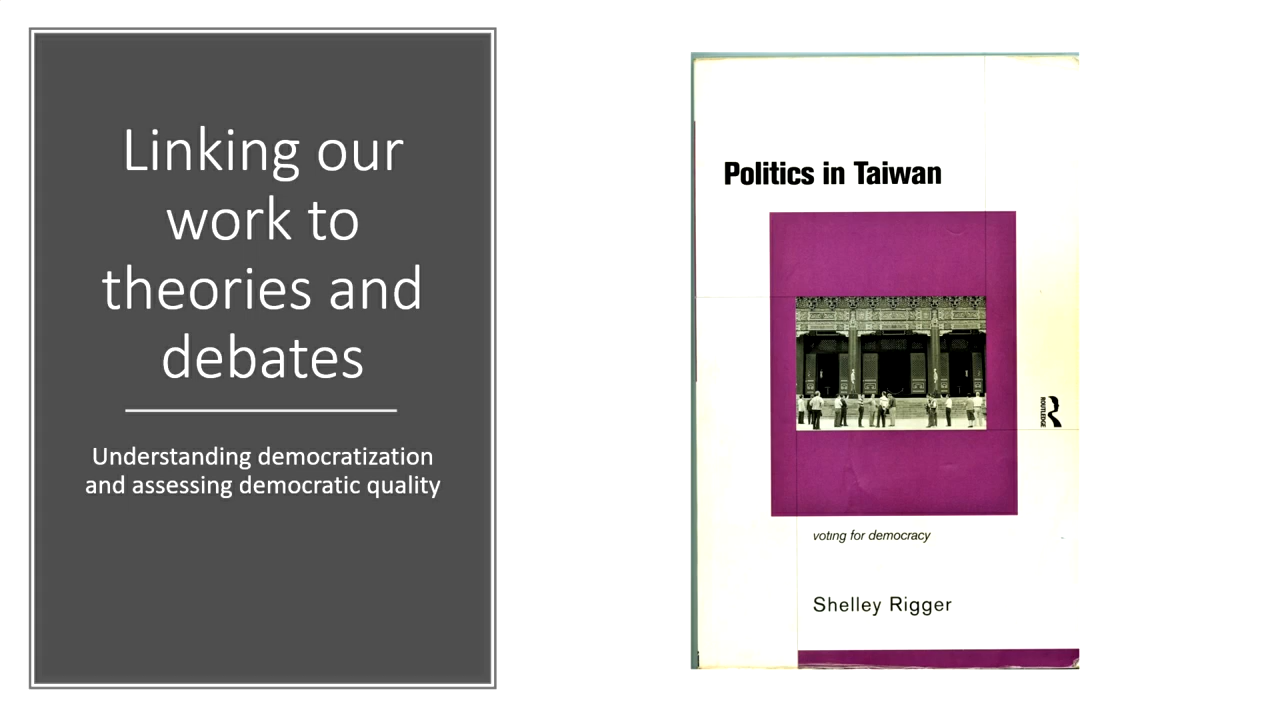 Linking our
work to
theories and
debates
Understanding democratization
and assessing democratic quality
Politics in Taiwan
ROUTLEDGE
voting for democracy
Shelley Rigger